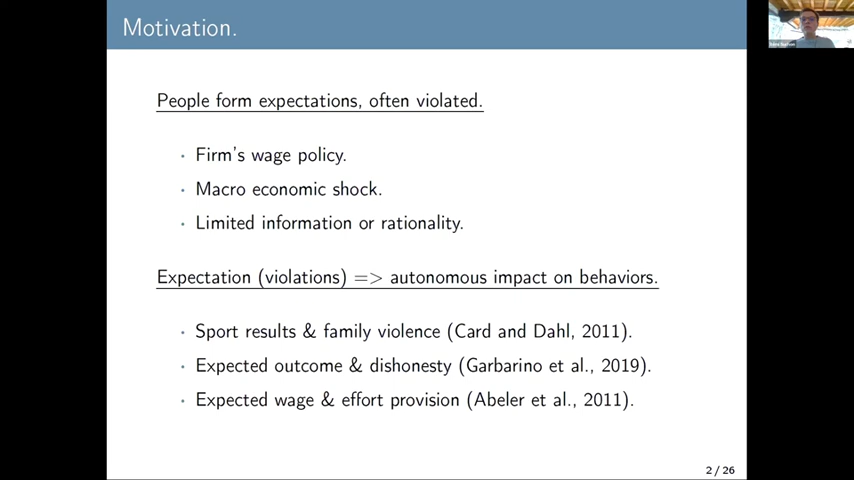 Motivation.
People form expectations, often violated.
Firm's wage policy.
Macro economic shock.
Limited information or rationality.
Expectation (violations) => autonomous impact on behaviors.
Sport results & family violence (Card and Dahl, 2011).
Expected outcome & dishonesty (Garbarino et al., 2019).
Expected wage & effort provision (Abeler et al., 2011).
2 / 26